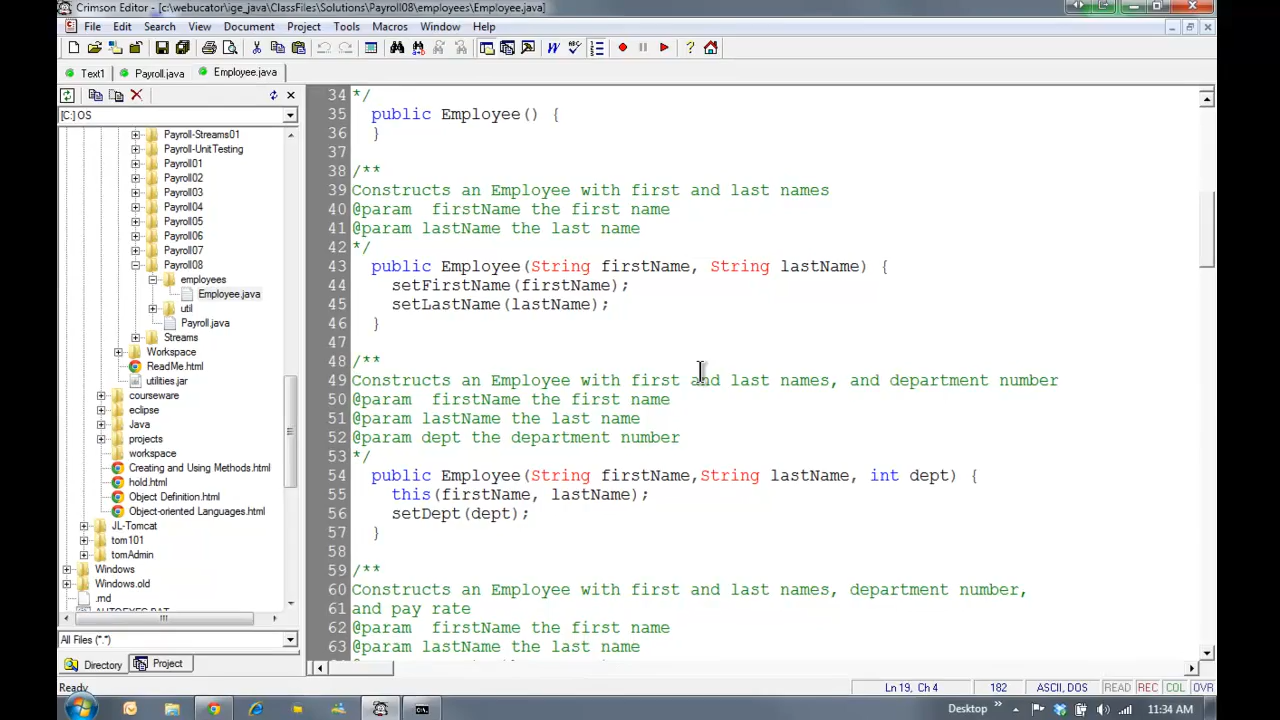 Crimson Editor - [c:\webucator\ige_java\ClassFiles\Solutions\Payroll08\employees\Employee.java]
File Edit Search View Document Project Tools Macros Window Help
Text1 Payroll.java Employee.java
[C:] OS
Payroll-Streams01
Payroll-UnitTesting
Payroll01
Payroll02
Payroll03
Payroll04
Payroll05
Payroll06
Payroll07
Payroll08
employees
Employee.java
util
Payroll.java
Streams
Workspace
ReadMe.html
utilities.jar
courseware
eclipse
Java
projects
workspace
Creating and Using Methods.html
hold.html
Object Definition.html
Object-oriented Languages.html
JL-Tomcat
tom101
tomAdmin
Windows
Windows.old
.rnd
All Files (*.*)
Directory Project
34 */
35 public Employee() {
36 }
37
38 /**
39 Constructs an Employee with first and last names
40 @param  firstName the first name
41 @param lastName the last name
42 */
43 public Employee(String firstName, String lastName) {
44 setFirstName(firstName);
45 setLastName(lastName);
46 }
47
48 /**
49 Constructs an Employee with first and last names, and department number
50 @param  firstName the first name
51 @param lastName the last name
52 @param dept the department number
53 */
54 public Employee(String firstName,String lastName, int dept) {
55 this(firstName, lastName);
56 setDept(dept);
57 }
58
59 /**
60 Constructs an Employee with first and last names, department number,
61 and pay rate
62 @param  firstName the first name
63 @param lastName the last name
Ready Ln 19, Ch 4 182 ASCII, DOS READ REC COL OVR
Desktop 11:34 AM